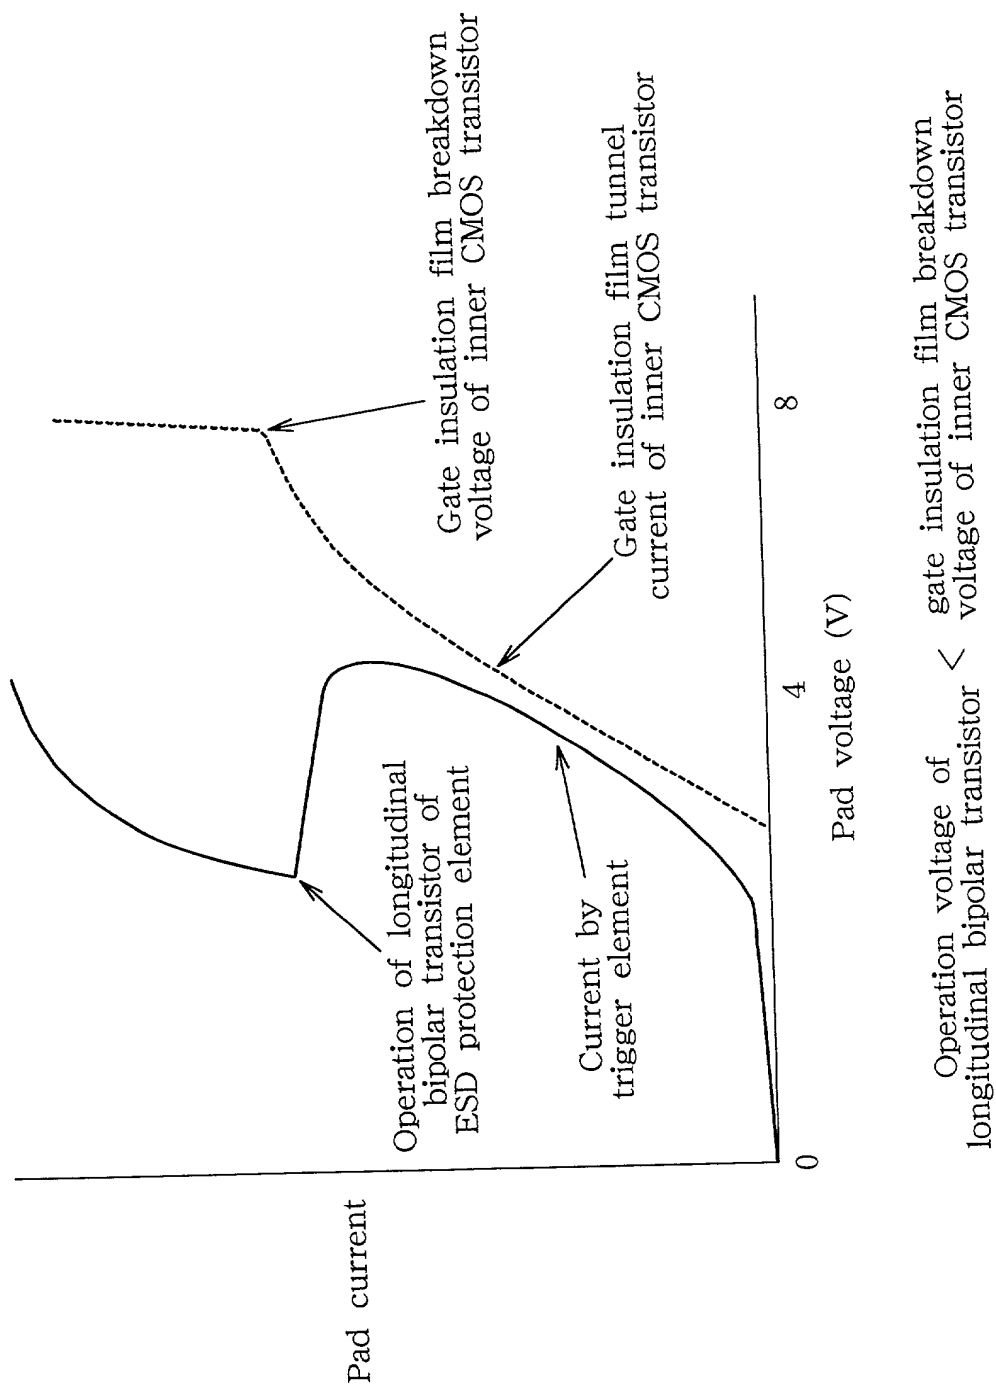 Pad current
Operation of longitudinal
bipolar transistor of
ESD protection element
Current by
trigger element
Gate insulation film breakdown
voltage of inner CMOS transistor
Gate insulation film tunnel
current of inner CMOS transistor
0
4
8
Pad voltage (V)
Operation voltage of
longitudinal bipolar transistor
<
gate insulation film breakdown
voltage of inner CMOS transistor